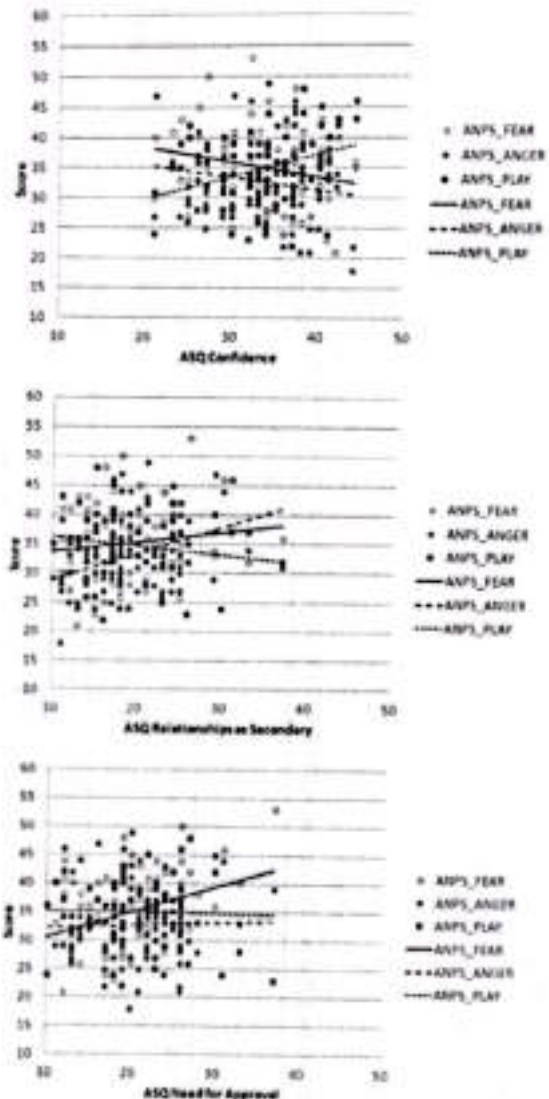 60
55
50
45
40
35
30
25
20
15
10
Score
10 20 30 40 50
ASQ Confidence
ANPS_FEAR
ANPS_ANGER
ANPS_PLAY
ANPS_FEAR
ANPS_ANGER
ANPS_PLAY
60
55
50
45
40
35
30
25
20
15
10
Score
10 20 30 40 50
ASQ Relationships as Secondary
ANPS_FEAR
ANPS_ANGER
ANPS_PLAY
ANPS_FEAR
ANPS_ANGER
ANPS_PLAY
60
55
50
45
40
35
30
25
20
15
10
Score
10 20 30 40 50
ASQ Need for Approval
ANPS_FEAR
ANPS_ANGER
ANPS_PLAY
ANPS_FEAR
ANPS_ANGER
ANPS_PLAY